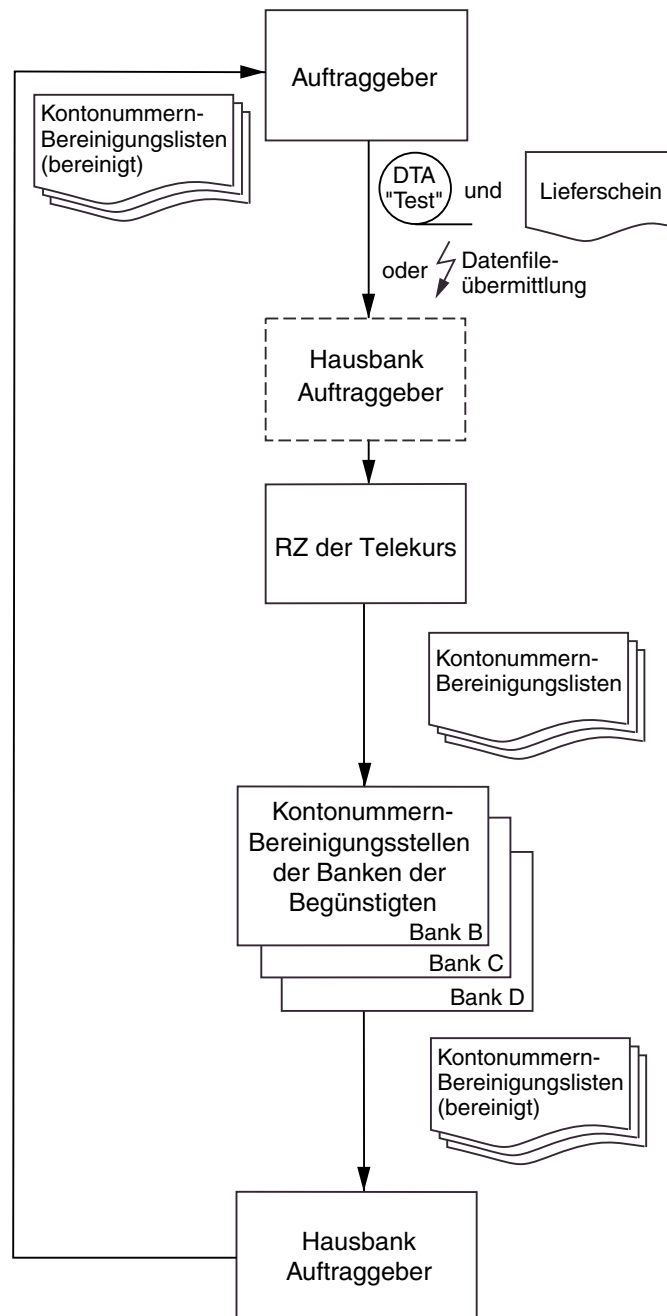 Auftraggeber
Kontonummern-
Bereinigungslisten
(bereinigt)
DTA
"Test"
und
Lieferschein
oder
Datenfile-
übermittlung
Hausbank
Auftraggeber
RZ der Telekurs
Kontonummern-
Bereinigungslisten
Kontonummern-
Bereinigungsstellen
der Banken der
Begünstigten
Bank B
Bank C
Bank D
Kontonummern-
Bereinigungslisten
(bereinigt)
Hausbank
Auftraggeber